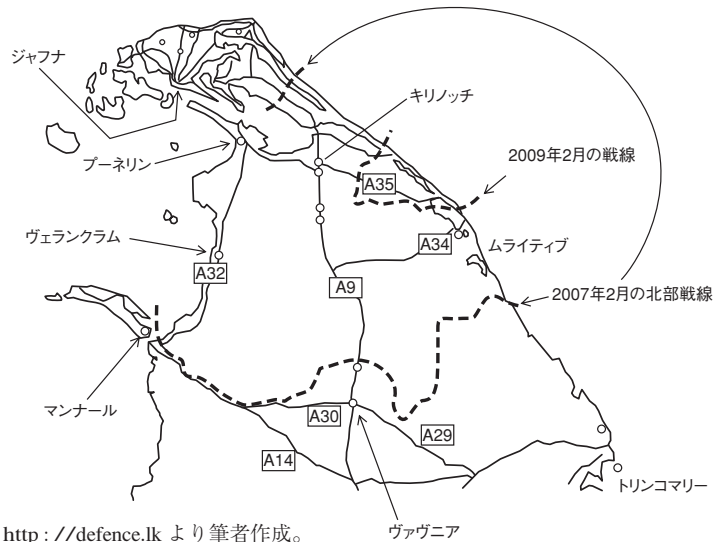 ジャフナ
キリノッチ
プーネリン
2009年2月の戦線
A35
ヴェランクラム
ムライティブ
A34
A32
A9
2007年2月の北部戦線
マンナール
A30
A29
A14
トリンコマリー
ヴァヴニア
http : //defence.lk より筆者作成。